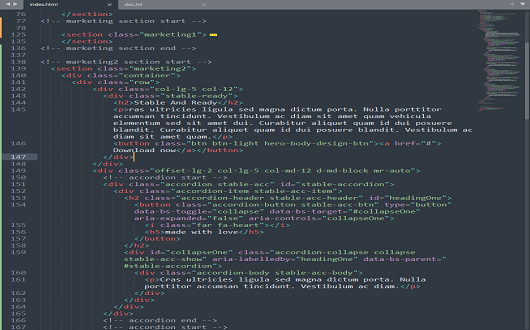 index.html
doc.txt
76 </section>
77 <!-- marketing section start -->
78
125 <section class="marketing1">
135 </section>
136 <!-- marketing section end -->
137
138 <!-- marketing2 section start -->
139 <section class="marketing2">
140 <div class="container">
141 <div class="row">
142 <div class="col-lg-5 col-12">
143 <div class="stable-ready">
144 <h2>Stable And Ready</h2>
145 <p>ras ultricies ligula sed magna dictum porta. Nulla porttitor
accumsan tincidunt. Vestibulum ac diam sit amet quam vehicula
elementum sed sit amet dui. Curabitur aliquet quam id dui posuere
blandit. Curabitur aliquet quam id dui posuere blandit. Vestibulum ac
diam sit amet quam.</p>
146 <button class="btn btn-light hero-body-design-btn"><a href="#">
Download now</a></button>
147 </div>
148 </div>
149 <div class="offset-lg-2 col-lg-5 col-md-12 d-md-block mr-auto">
150 <!-- accordion start -->
151 <div class="accordion stable-acc" id="stable-accordion">
152 <div class="accordion-item stable-acc-item">
153 <h2 class="accordion-header stable-acc-header" id="headingOne">
154 <button class="accordion-button stable-acc-btn" type="button"
data-bs-toggle="collapse" data-bs-target="#collapseOne"
aria-expanded="false" aria-controls="collapseOne">
155 <i class="far fa-heart"></i>
156 <h5>made with love</h5>
157 </button>
158 </h2>
159 <div id="collapseOne" class="accordion-collapse collapse
stable-acc-show" aria-labelledby="headingOne" data-bs-parent=
"#stable-accordion">
160 <div class="accordion-body stable-acc-body">
161 <p>Cras ultricies ligula sed magna dictum porta. Nulla
porttitor accumsan tincidunt. Vestibulum ac diam.</p>
162 </div>
163 </div>
164 </div>
165 </div>
166 <!-- accordion end -->
167 <!-- accordion start -->